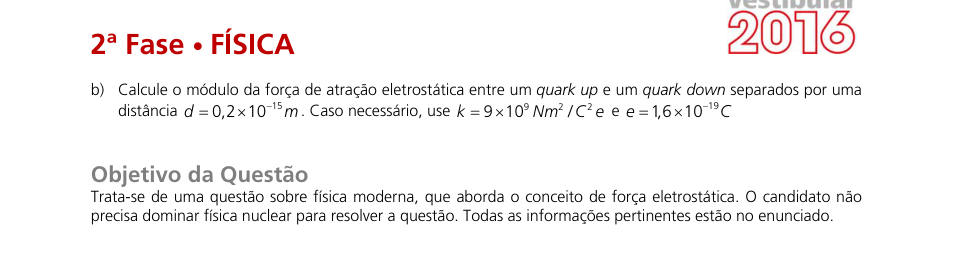 vestibular
2016
2ª Fase • FÍSICA
b) Calcule o módulo da força de atração eletrostática entre um quark up e um quark down separados por uma
distância d = 0,2×10⁻¹⁵ m. Caso necessário, use k = 9×10⁹ Nm² / C² e e e = 1,6×10⁻¹⁹ C
Objetivo da Questão
Trata-se de uma questão sobre física moderna, que aborda o conceito de força eletrostática. O candidato não
precisa dominar física nuclear para resolver a questão. Todas as informações pertinentes estão no enunciado.